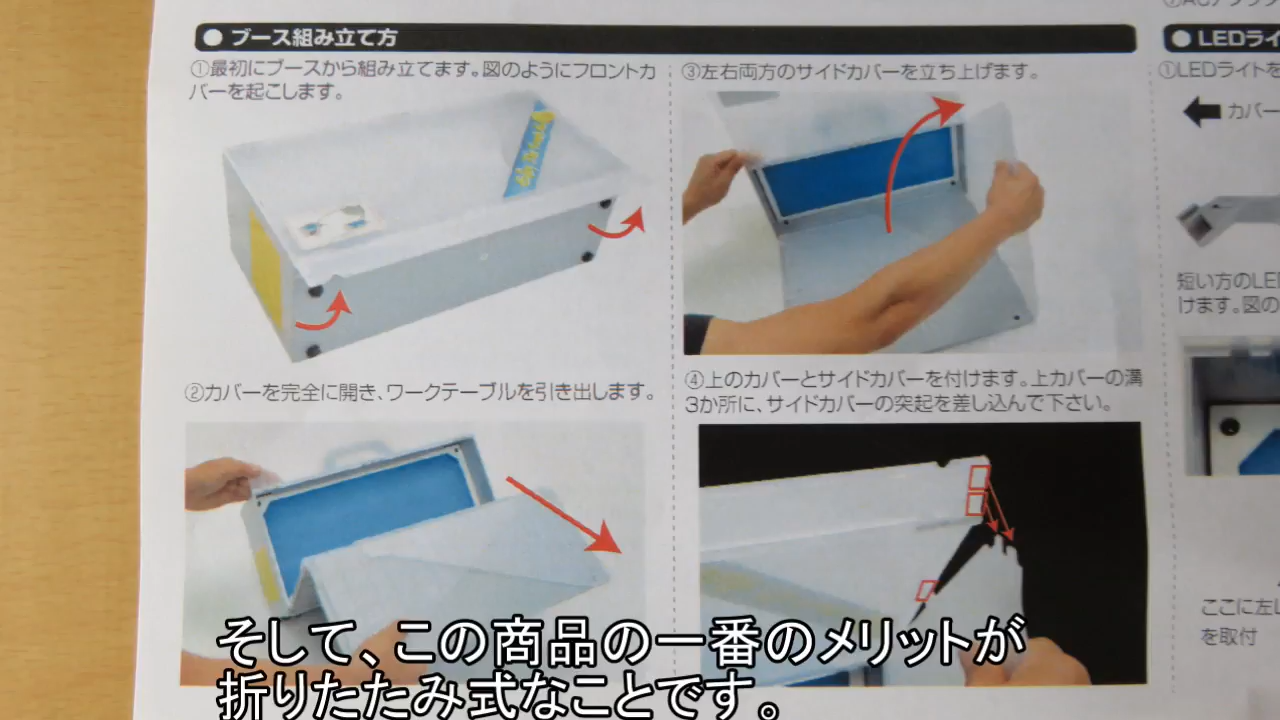 ●ブース組み立て方
①最初にブースから組み立てます。図のようにフロントカ
バーを起こします。
②カバーを完全に開き、ワークテーブルを引き出します。
③左右両方のサイドカバーを立ち上げます。
④上のカバーとサイドカバーを付けます。上カバーの溝
3か所に、サイドカバーの突起を差し込んで下さい。
●LEDライ
①LEDライトを
カバー
短い方のLE
けます。図の
ここに左
を取付
そして、この商品の一番のメリットが
折りたたみ式なことです。